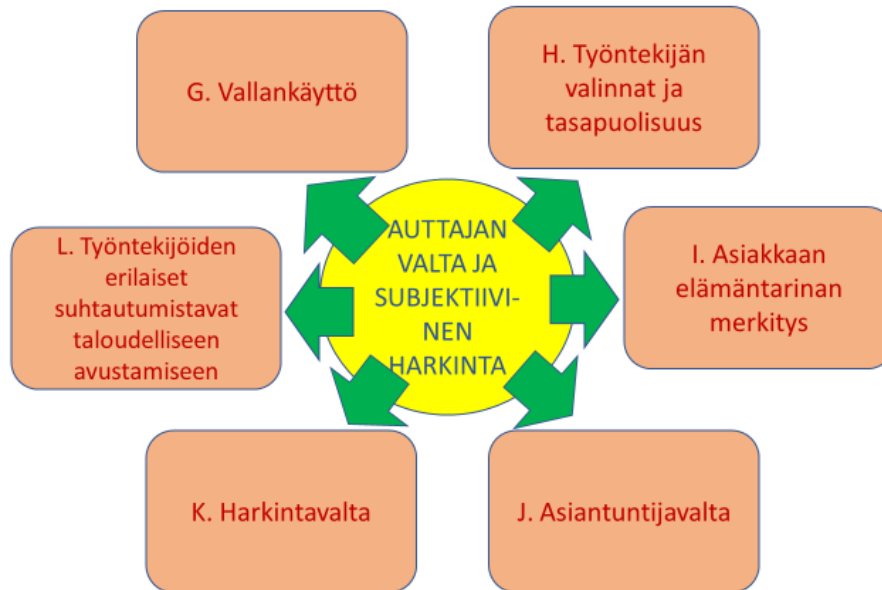 G. Vallankäyttö
H. Työntekijän
valinnat ja
tasapuolisuus
AUTTAJAN
VALTA JA
SUBJEKTIIVI-
NEN
HARKINTA
L. Työntekijöiden
erilaiset
suhtautumistavat
taloudelliseen
avustamiseen
I. Asiakkaan
elämäntarinan
merkitys
K. Harkintavalta
J. Asiantuntijavalta